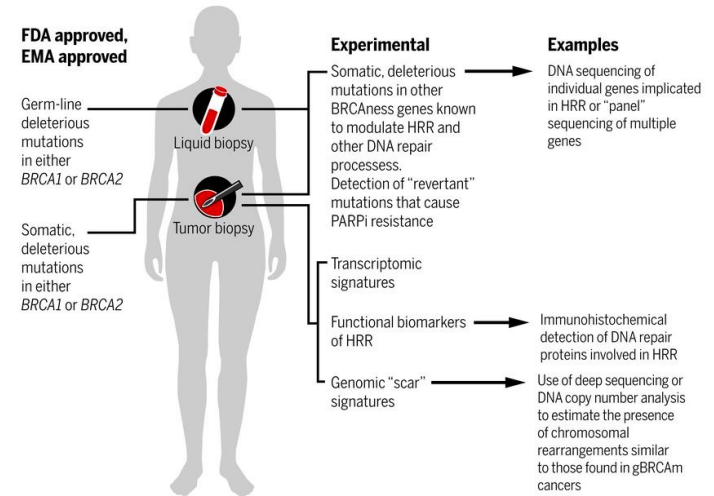 FDA approved,
EMA approved
Germ-line
deleterious
mutations
in either
BRCA1 or BRCA2
Somatic,
deleterious
mutations
in either
BRCA1 or BRCA2
Liquid biopsy
Tumor biopsy
Experimental
Somatic, deleterious
mutations in other
BRCAness genes known
to modulate HRR and
other DNA repair
processess.
Detection of “revertant”
mutations that cause
PARPi resistance
Transcriptomic
signatures
Functional biomarkers
of HRR
Genomic “scar”
signatures
Examples
DNA sequencing of
individual genes implicated
in HRR or “panel”
sequencing of multiple
genes
Immunohistochemical
detection of DNA repair
proteins involved in HRR
Use of deep sequencing or
DNA copy number analysis
to estimate the presence
of chromosomal
rearrangements similar
to those found in gBRCAm
cancers